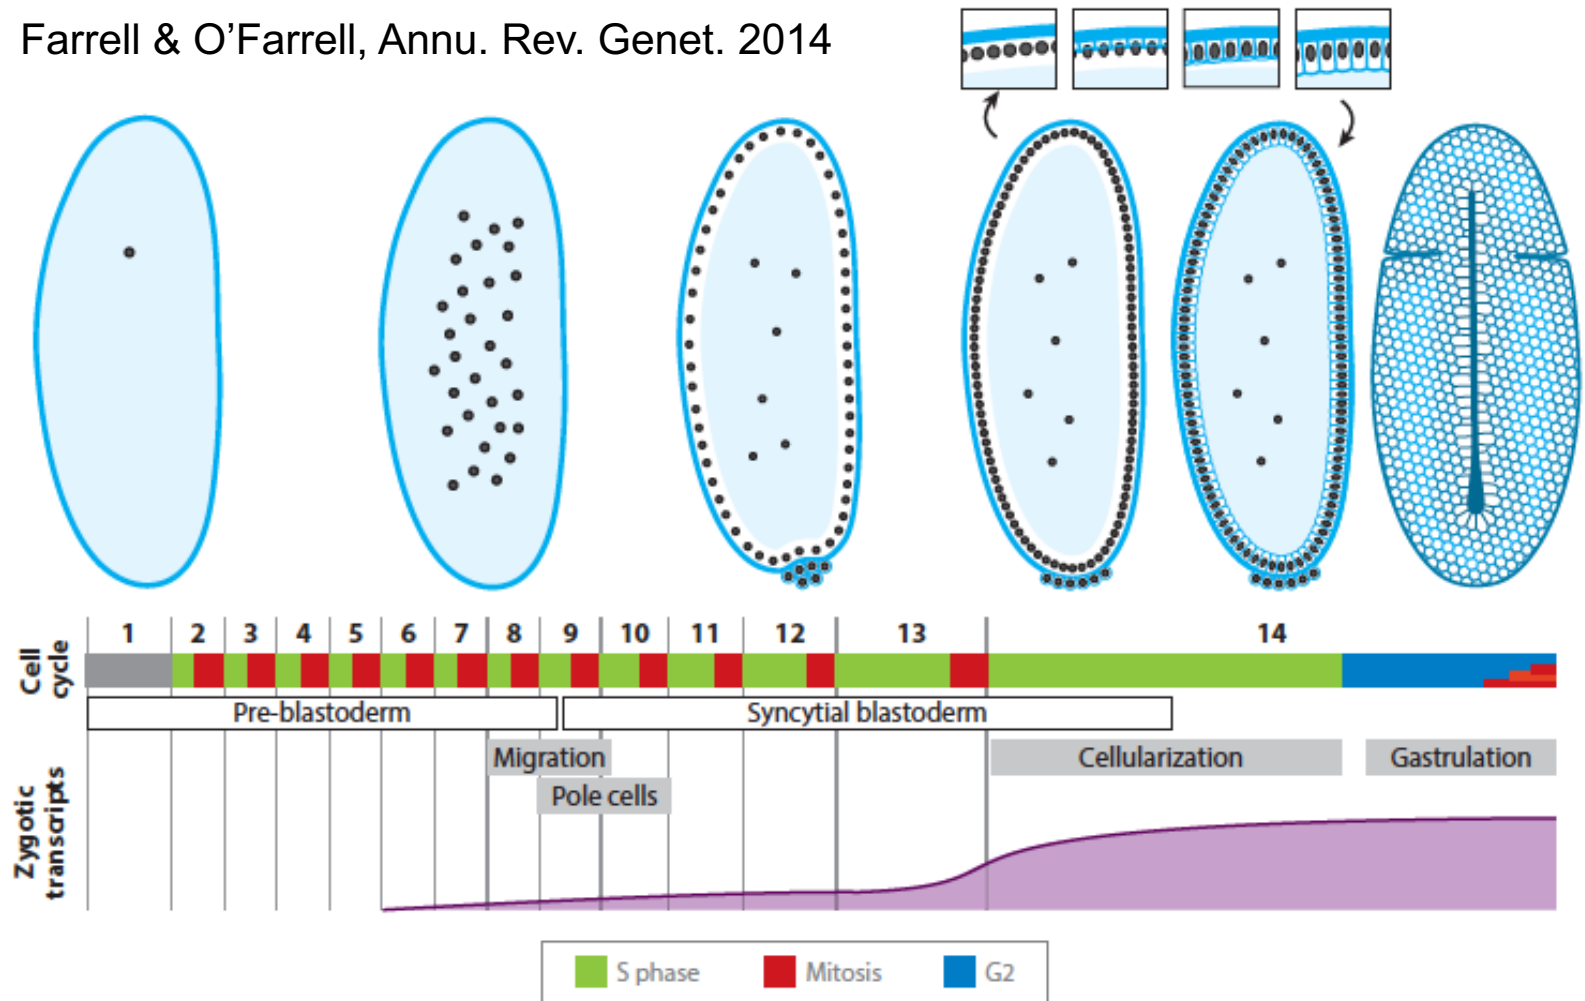 Farrell & O'Farrell, Annu. Rev. Genet. 2014
Cell cycle
1 2 3 4 5 6 7 8 9 10 11 12 13 14
Pre-blastoderm
Syncytial blastoderm
Migration
Cellularization
Gastrulation
Pole cells
Zygotic transcripts
S phase
Mitosis
G2